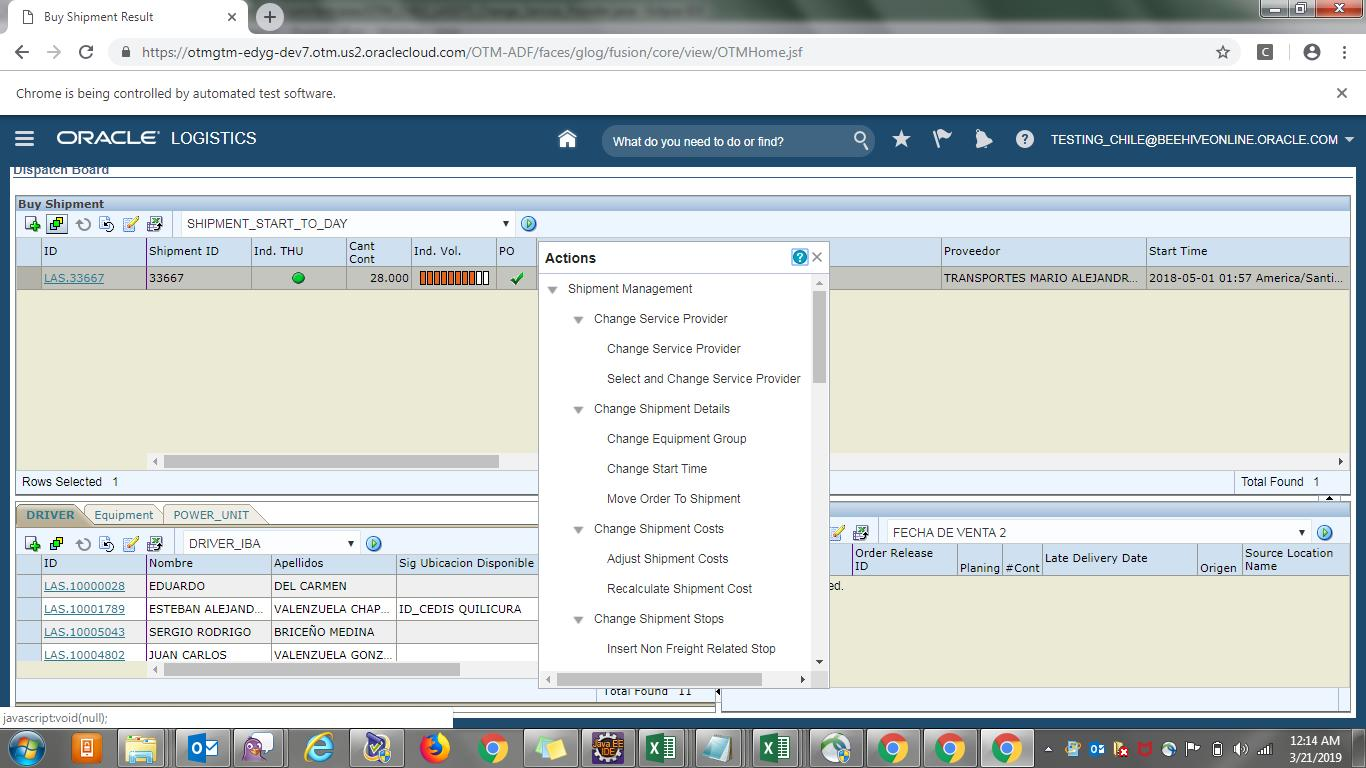 Buy Shipment Result
https://otmgtm-edyg-dev7.otm.us2.oraclecloud.com/OTM-ADF/faces/glog/fusion/core/view/OTMHome.jsf
C
Chrome is being controlled by automated test software.
ORACLE LOGISTICS
What do you need to do or find?
TESTING_CHILE@BEEHIVEONLINE.ORACLE.COM
Dispatch Board
Buy Shipment
SHIPMENT_START_TO_DAY
ID Shipment ID Ind. THU Cant Cont Ind. Vol. PO Proveedor Start Time
LAS.33667 33667 28.000 TRANSPORTES MARIO ALEJANDR... 2018-05-01 01:57 America/Santi...
Rows Selected 1
Total Found 1
Actions
Shipment Management
Change Service Provider
Change Service Provider
Select and Change Service Provider
Change Shipment Details
Change Equipment Group
Change Start Time
Move Order To Shipment
Change Shipment Costs
Adjust Shipment Costs
Recalculate Shipment Cost
Change Shipment Stops
Insert Non Freight Related Stop
DRIVER Equipment POWER_UNIT
DRIVER_IBA
ID Nombre Apellidos Sig Ubicacion Disponible
LAS.10000028 EDUARDO DEL CARMEN
LAS.10001789 ESTEBAN ALEJAND... VALENZUELA CHAP... ID_CEDIS QUILICURA
LAS.10005043 SERGIO RODRIGO BRICEÑO MEDINA
LAS.10004802 JUAN CARLOS VALENZUELA GONZ...
Total Found 11
FECHA DE VENTA 2
Order Release ID Planing #Cont Late Delivery Date Origen Source Location Name
ed.
javascript:void(null);
Java EE
IDE
12:14 AM
3/21/2019